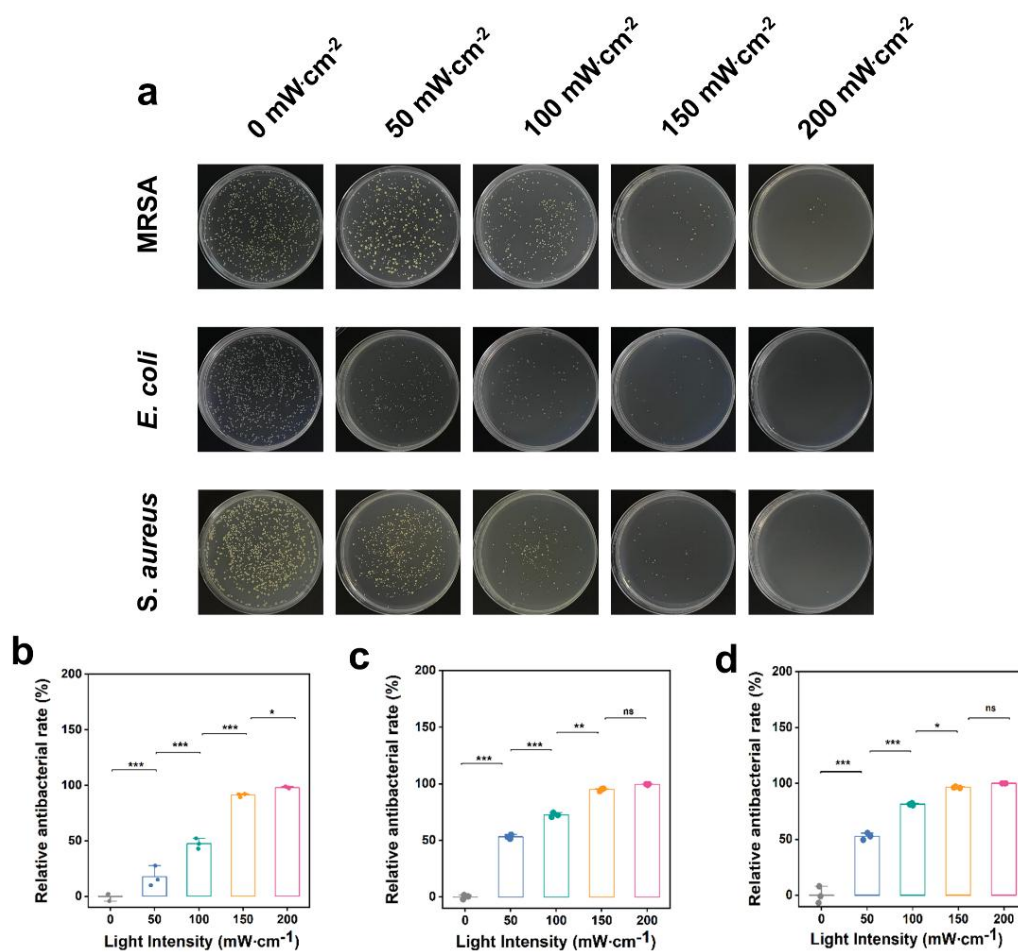 a
0 mW·cm⁻²
50 mW·cm⁻²
100 mW·cm⁻²
150 mW·cm⁻²
200 mW·cm⁻²
MRSA
E. coli
S. aureus
b
Relative antibacterial rate (%)
200
150
100
50
0
***
***
***
*
0 50 100 150 200
Light Intensity (mW·cm⁻¹)
c
Relative antibacterial rate (%)
200
150
100
50
0
***
***
**
ns
0 50 100 150 200
Light Intensity (mW·cm⁻¹)
d
Relative antibacterial rate (%)
200
150
100
50
0
***
***
*
ns
0 50 100 150 200
Light Intensity (mW·cm⁻¹)